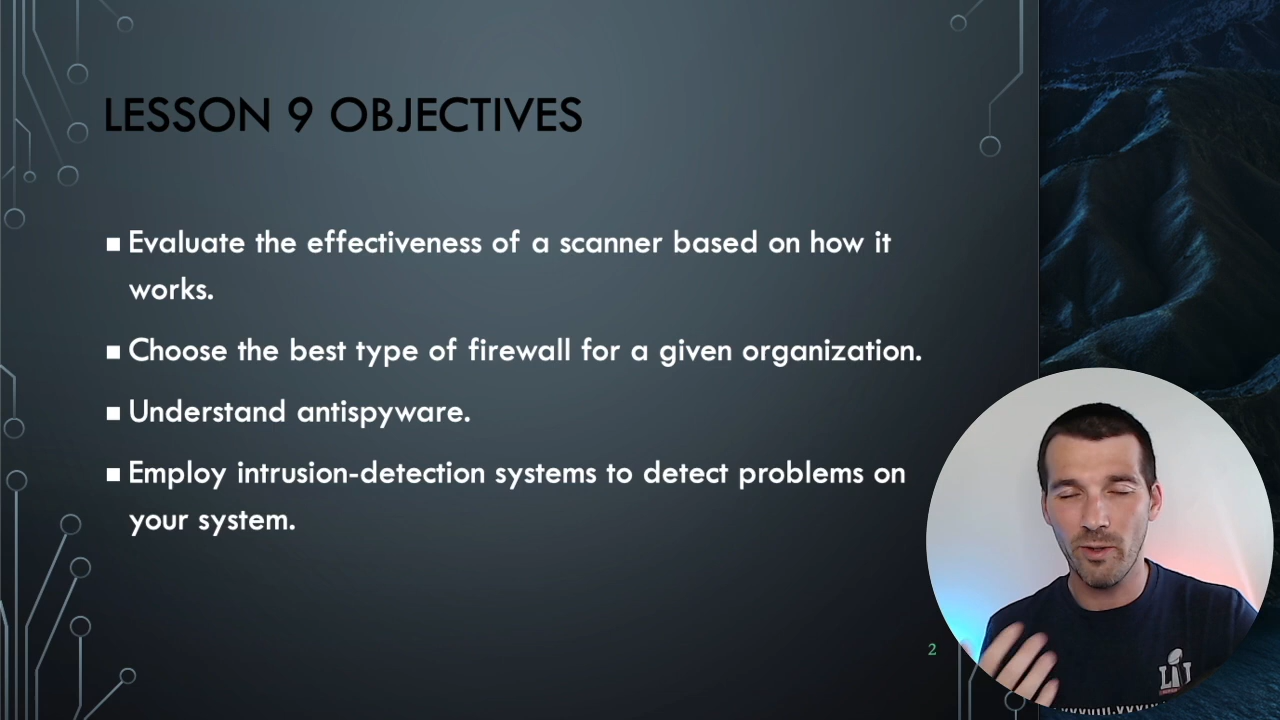 LESSON 9 OBJECTIVES
Evaluate the effectiveness of a scanner based on how it
works.
Choose the best type of firewall for a given organization.
Understand antispyware.
Employ intrusion-detection systems to detect problems on
your system.
2
LI